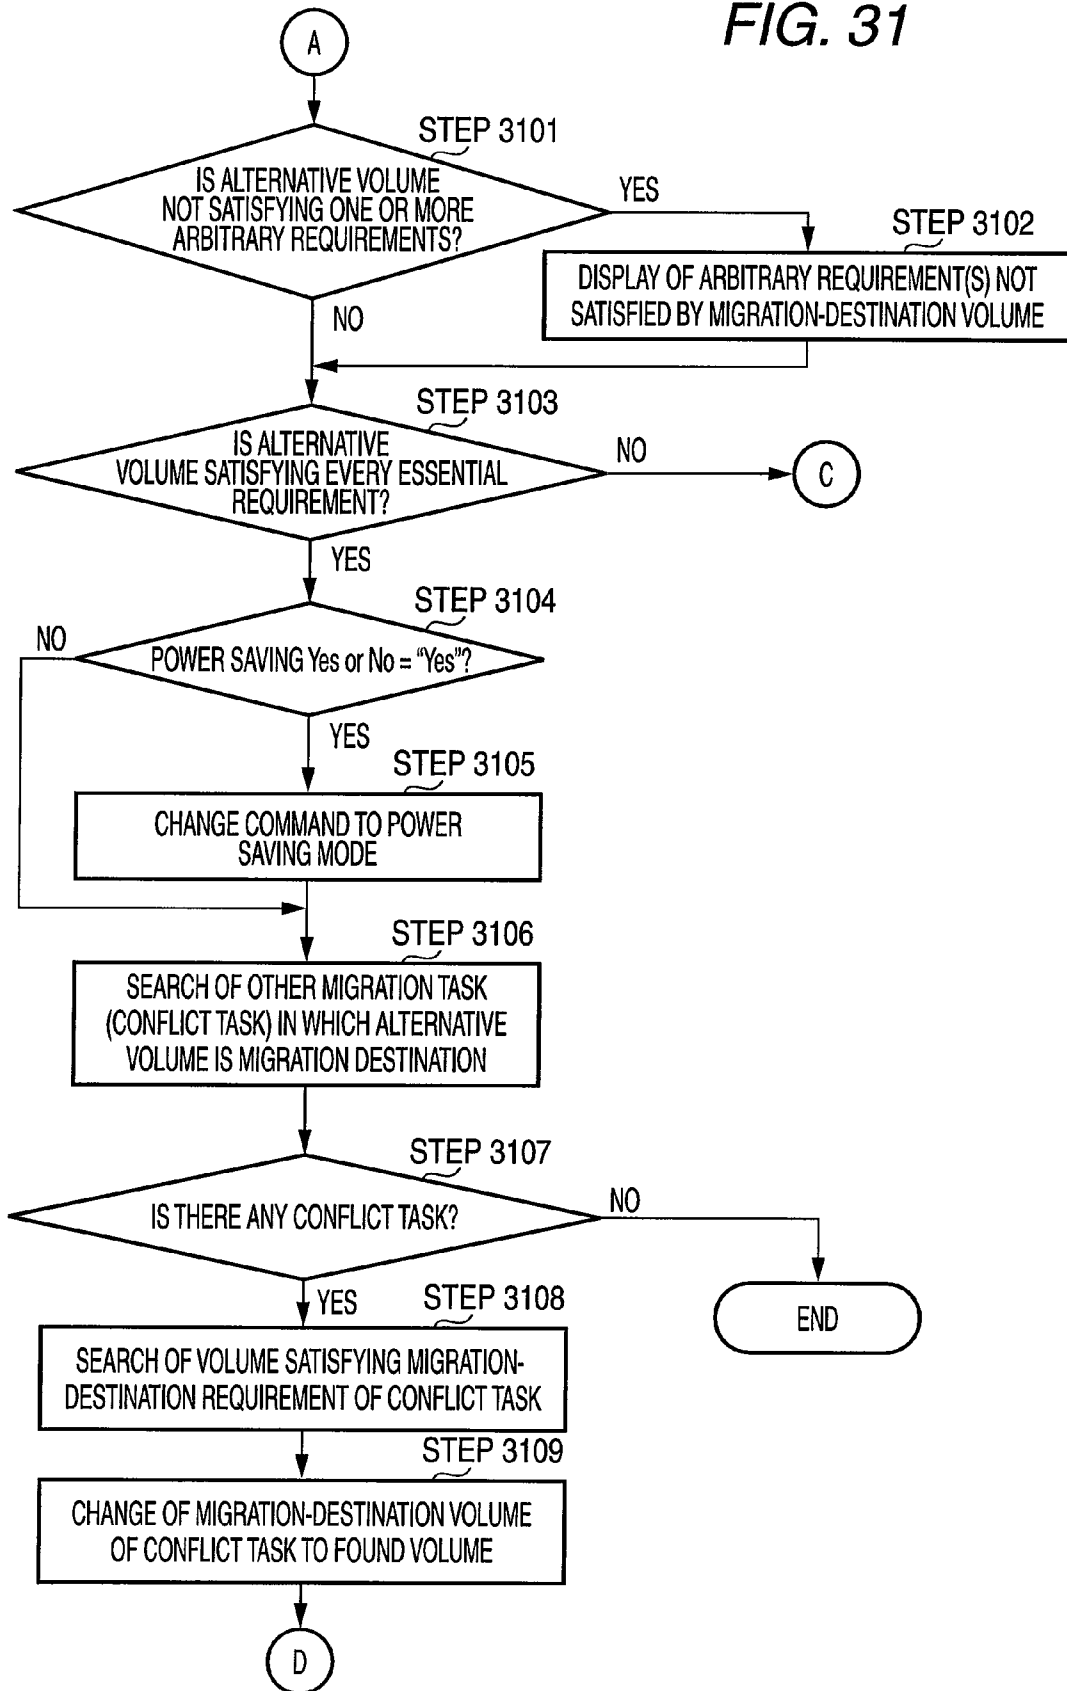 FIG. 31
A
STEP 3101
IS ALTERNATIVE VOLUME
NOT SATISFYING ONE OR MORE
ARBITRARY REQUIREMENTS?
YES
STEP 3102
DISPLAY OF ARBITRARY REQUIREMENT(S) NOT
SATISFIED BY MIGRATION-DESTINATION VOLUME
NO
STEP 3103
IS ALTERNATIVE
VOLUME SATISFYING EVERY ESSENTIAL
REQUIREMENT?
NO
C
YES
STEP 3104
NO
POWER SAVING Yes or No = “Yes”?
YES
STEP 3105
CHANGE COMMAND TO POWER
SAVING MODE
STEP 3106
SEARCH OF OTHER MIGRATION TASK
(CONFLICT TASK) IN WHICH ALTERNATIVE
VOLUME IS MIGRATION DESTINATION
STEP 3107
IS THERE ANY CONFLICT TASK?
NO
END
YES
STEP 3108
SEARCH OF VOLUME SATISFYING MIGRATION-
DESTINATION REQUIREMENT OF CONFLICT TASK
STEP 3109
CHANGE OF MIGRATION-DESTINATION VOLUME
OF CONFLICT TASK TO FOUND VOLUME
D